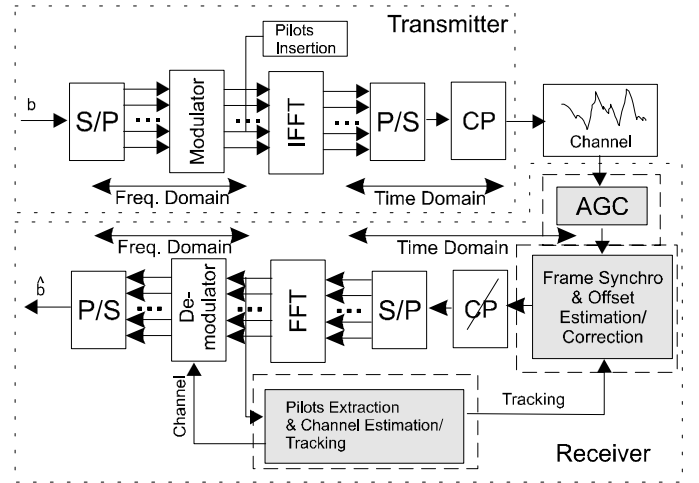 Transmitter
Pilots
Insertion
b
S/P
Modulator
IFFT
P/S
CP
Channel
Freq. Domain
Time Domain
AGC
Freq. Domain
Time Domain
b̂
P/S
De-
modulator
FFT
S/P
CP
Frame Synchro
& Offset
Estimation/
Correction
Channel
Pilots Extraction
& Channel Estimation/
Tracking
Tracking
Receiver